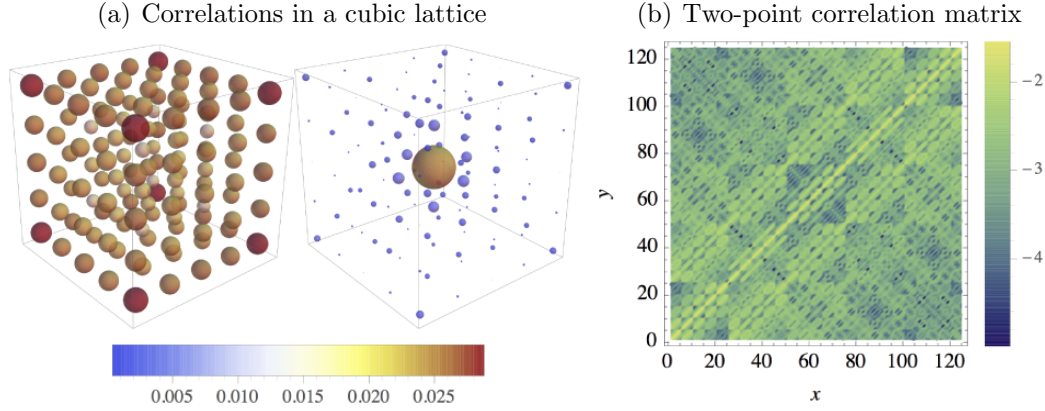 (a) Correlations in a cubic lattice
0.005 0.010 0.015 0.020 0.025
(b) Two-point correlation matrix
120
100
80
60
40
20
0
y
0 20 40 60 80 100 120
x
−2
−3
−4